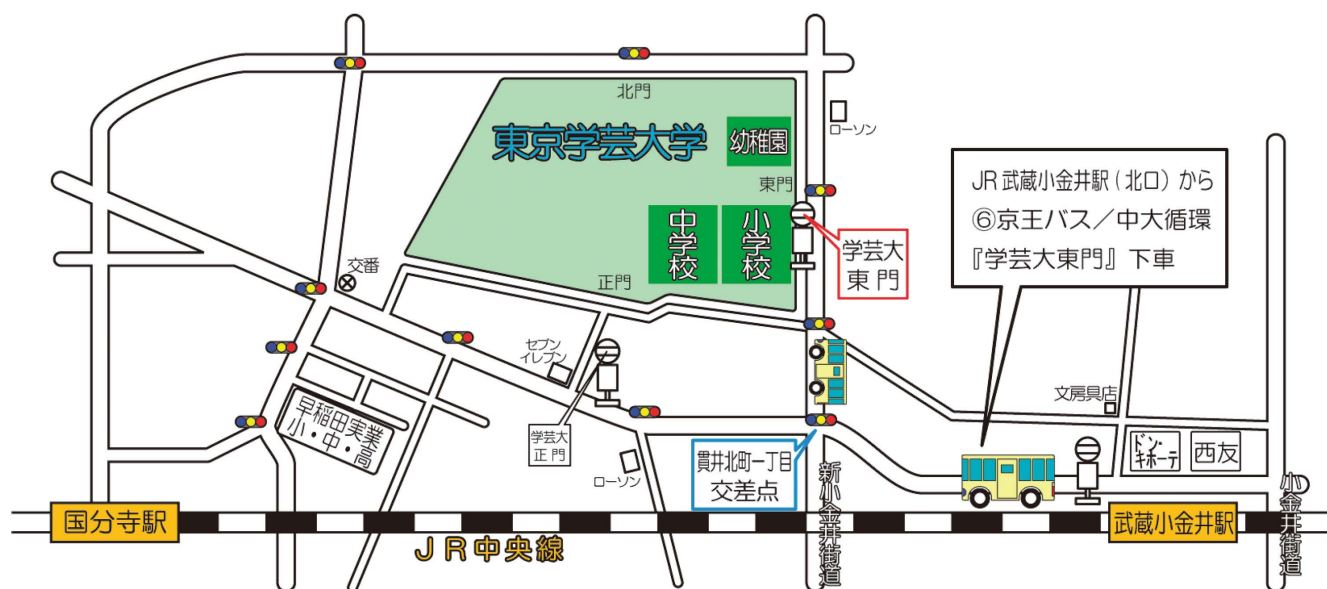 北門
東京学芸大学
幼稚園
ローソン
東門
中学校
小学校
学芸大
東門
JR武蔵小金井駅(北口)から
⑥京王バス/中大循環
『学芸大東門』下車
交番
正門
セブン
イレブン
学芸大
正門
文房具店
早稲田実業
小・中・高
ローソン
貫井北町一丁目
交差点
ドン・
キホーテ
西友
国分寺駅
JR中央線
新小金井街道
武蔵小金井駅
小金井街道